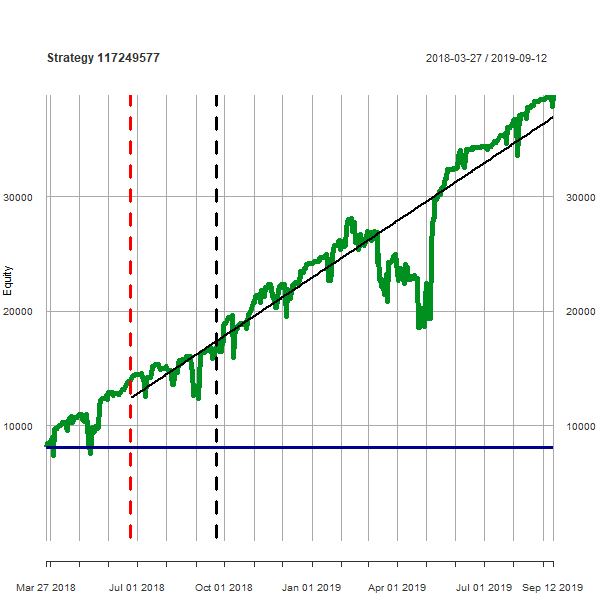 Strategy 117249577
2018-03-27 / 2019-09-12
30000
30000
Equity
20000
20000
10000
10000
Mar 27 2018
Jul 01 2018
Oct 01 2018
Jan 01 2019
Apr 01 2019
Jul 01 2019
Sep 12 2019